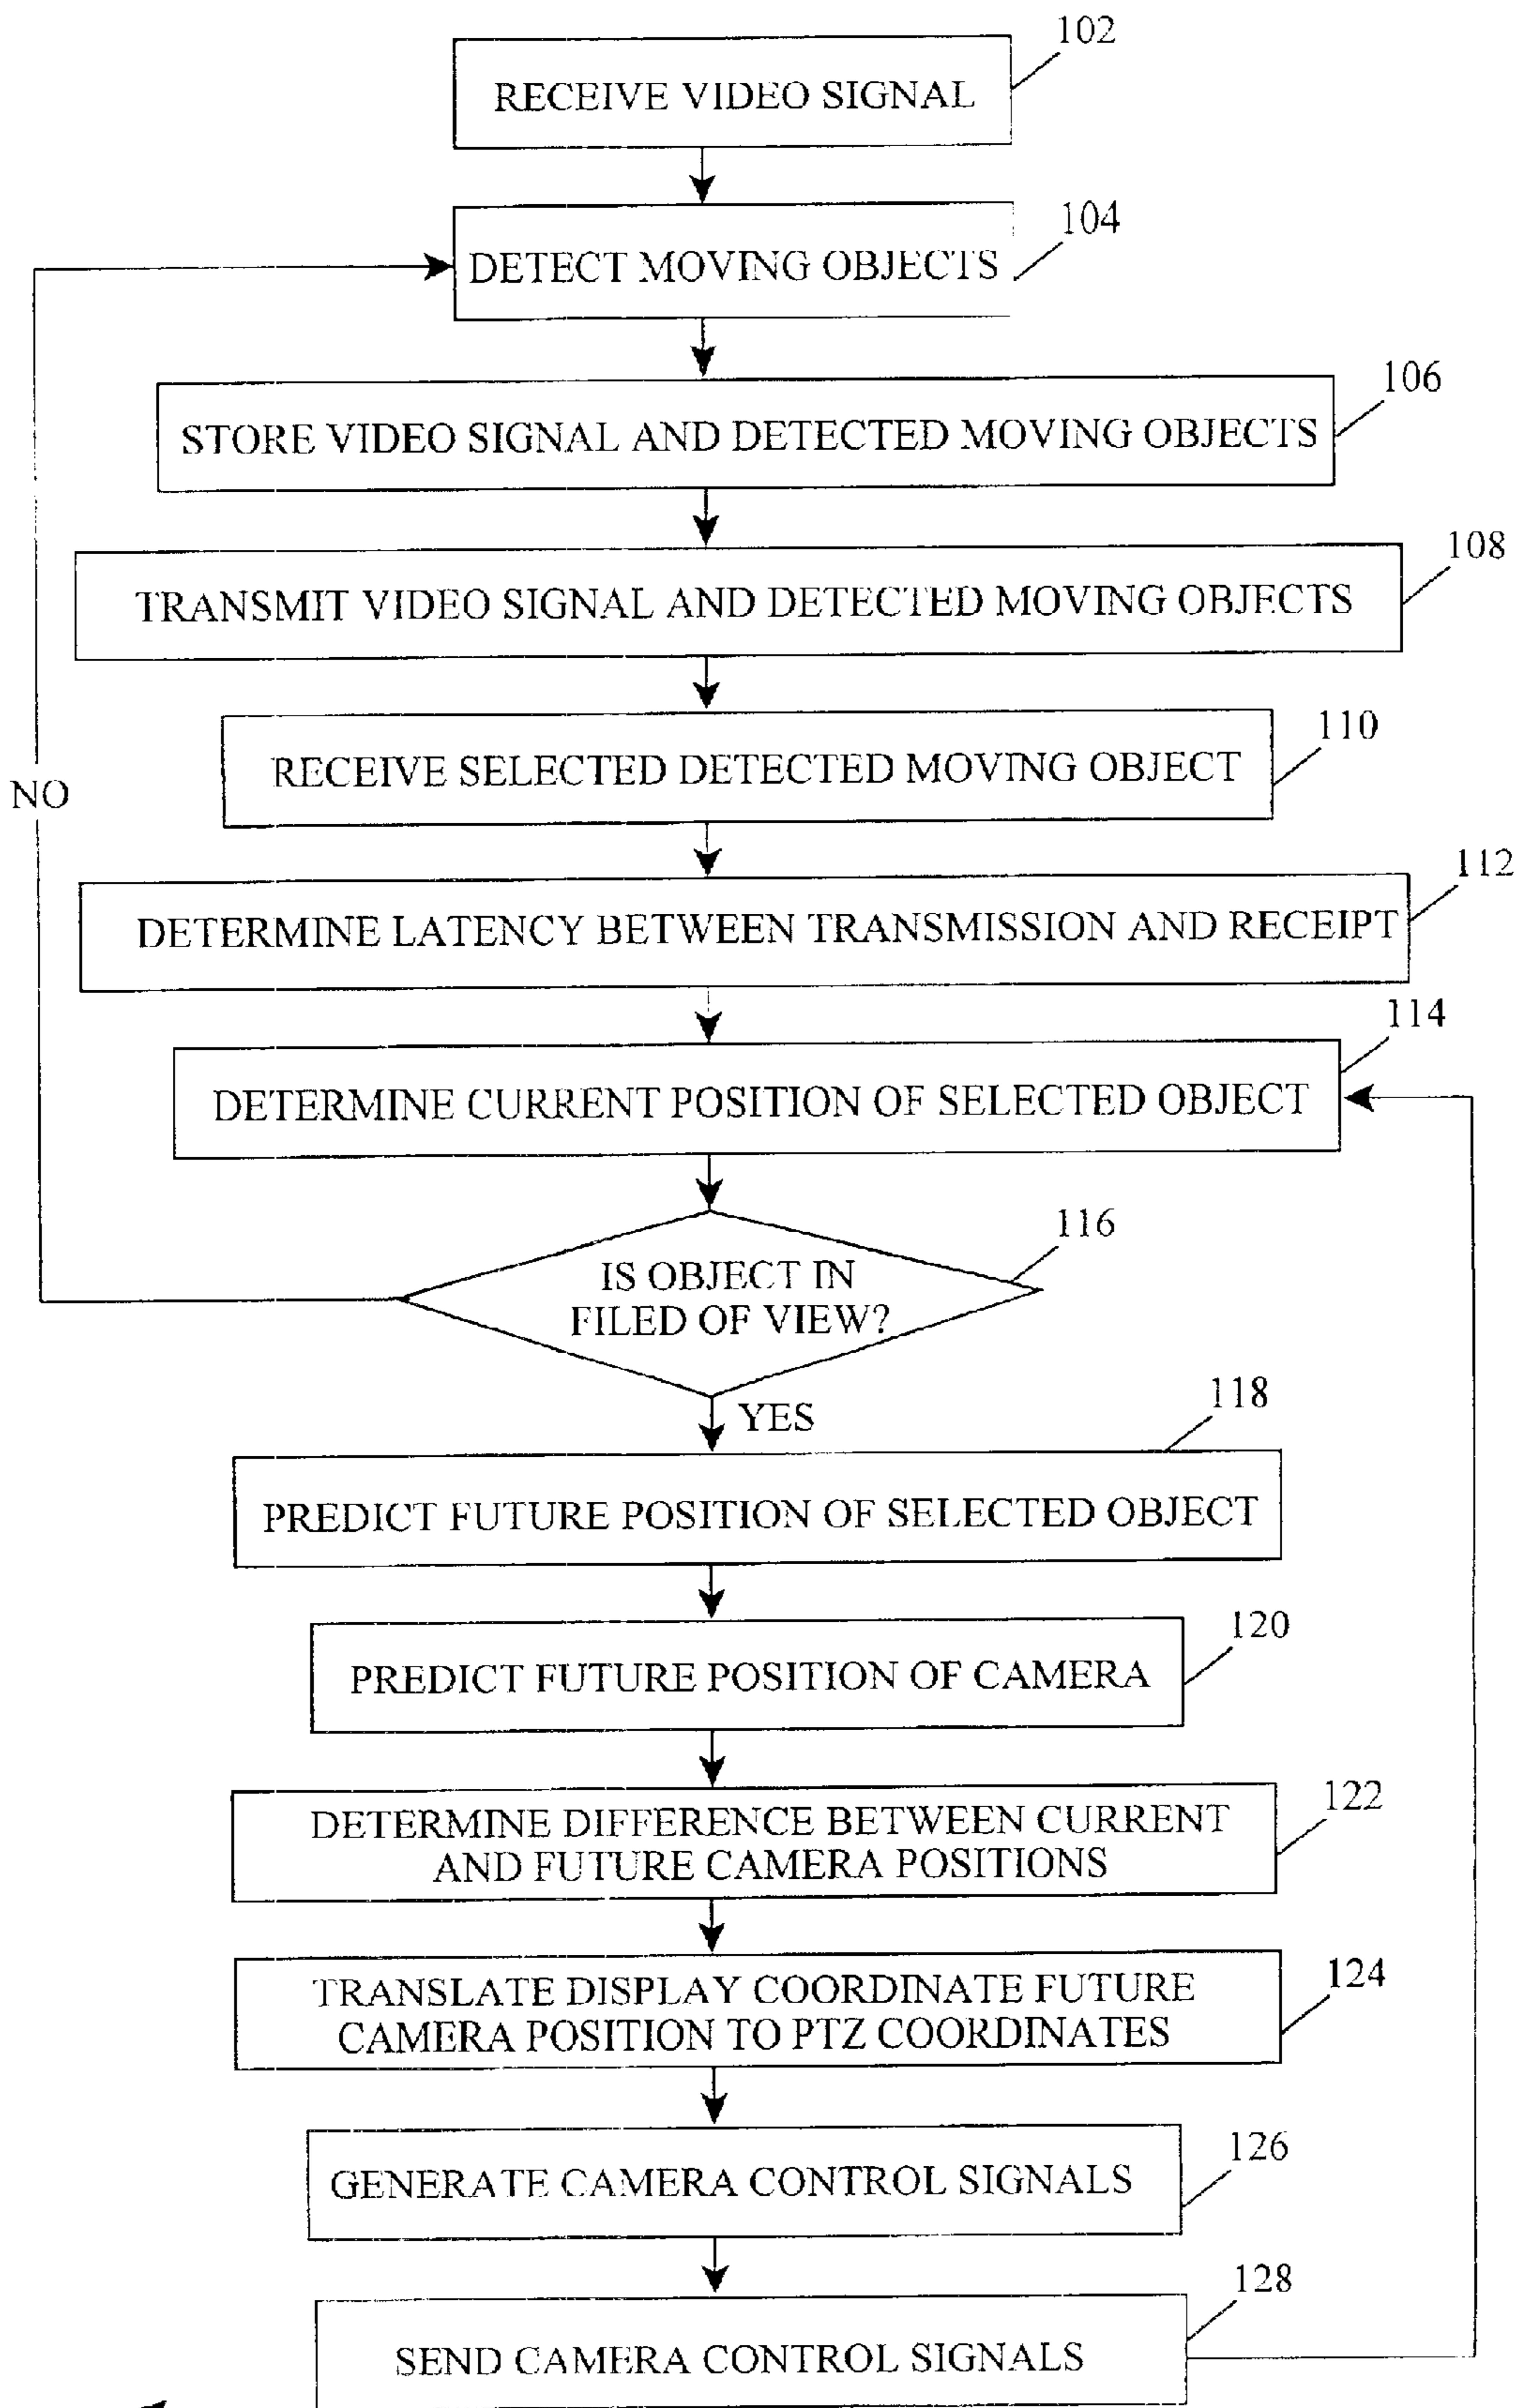 102
RECEIVE VIDEO SIGNAL
104
DETECT MOVING OBJECTS
106
STORE VIDEO SIGNAL AND DETECTED MOVING OBJECTS
108
TRANSMIT VIDEO SIGNAL AND DETECTED MOVING OBJECTS
110
RECEIVE SELECTED DETECTED MOVING OBJECT
NO
112
DETERMINE LATENCY BETWEEN TRANSMISSION AND RECEIPT
114
DETERMINE CURRENT POSITION OF SELECTED OBJECT
116
IS OBJECT IN
FILED OF VIEW?
YES
118
PREDICT FUTURE POSITION OF SELECTED OBJECT
120
PREDICT FUTURE POSITION OF CAMERA
122
DETERMINE DIFFERENCE BETWEEN CURRENT
AND FUTURE CAMERA POSITIONS
124
TRANSLATE DISPLAY COORDINATE FUTURE
CAMERA POSITION TO PTZ COORDINATES
126
GENERATE CAMERA CONTROL SIGNALS
128
SEND CAMERA CONTROL SIGNALS